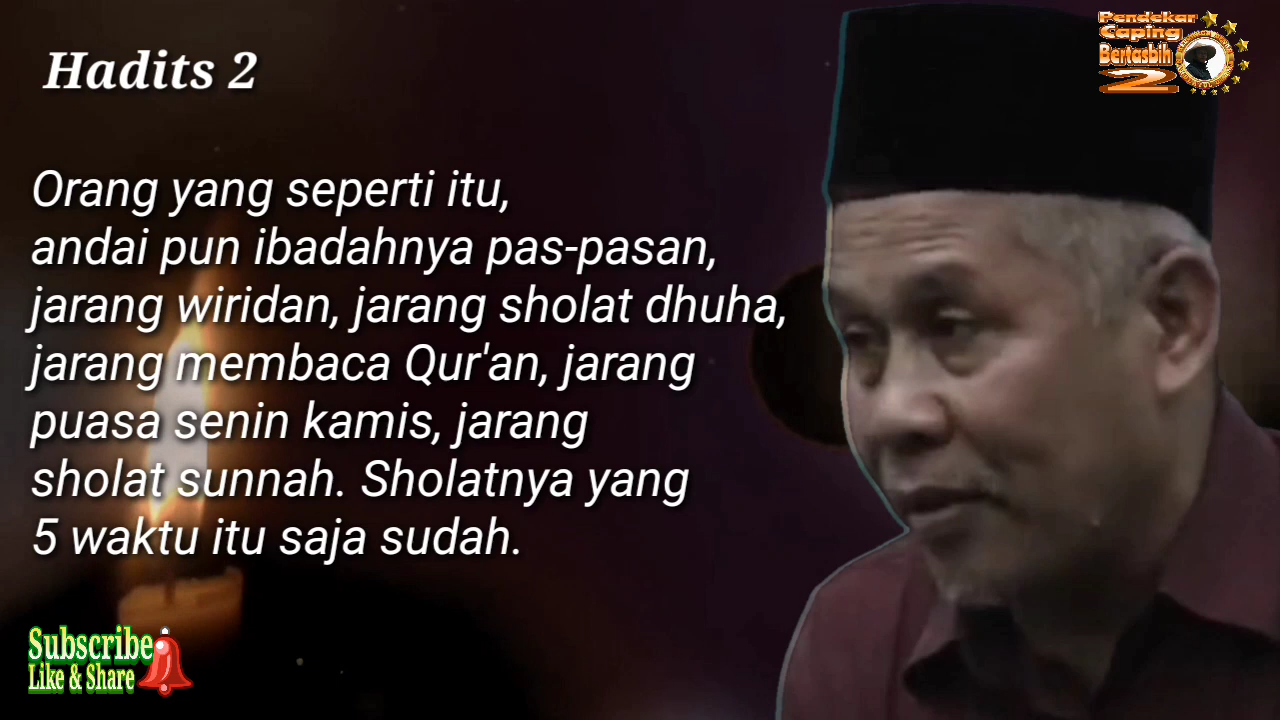 Hadits 2
Pendekar
Caping
Bertasbih
2
Orang yang seperti itu,
andai pun ibadahnya pas-pasan,
jarang wiridan, jarang sholat dhuha,
jarang membaca Qur'an, jarang
puasa senin kamis, jarang
sholat sunnah. Sholatnya yang
5 waktu itu saja sudah.
Subscribe
Like & Share